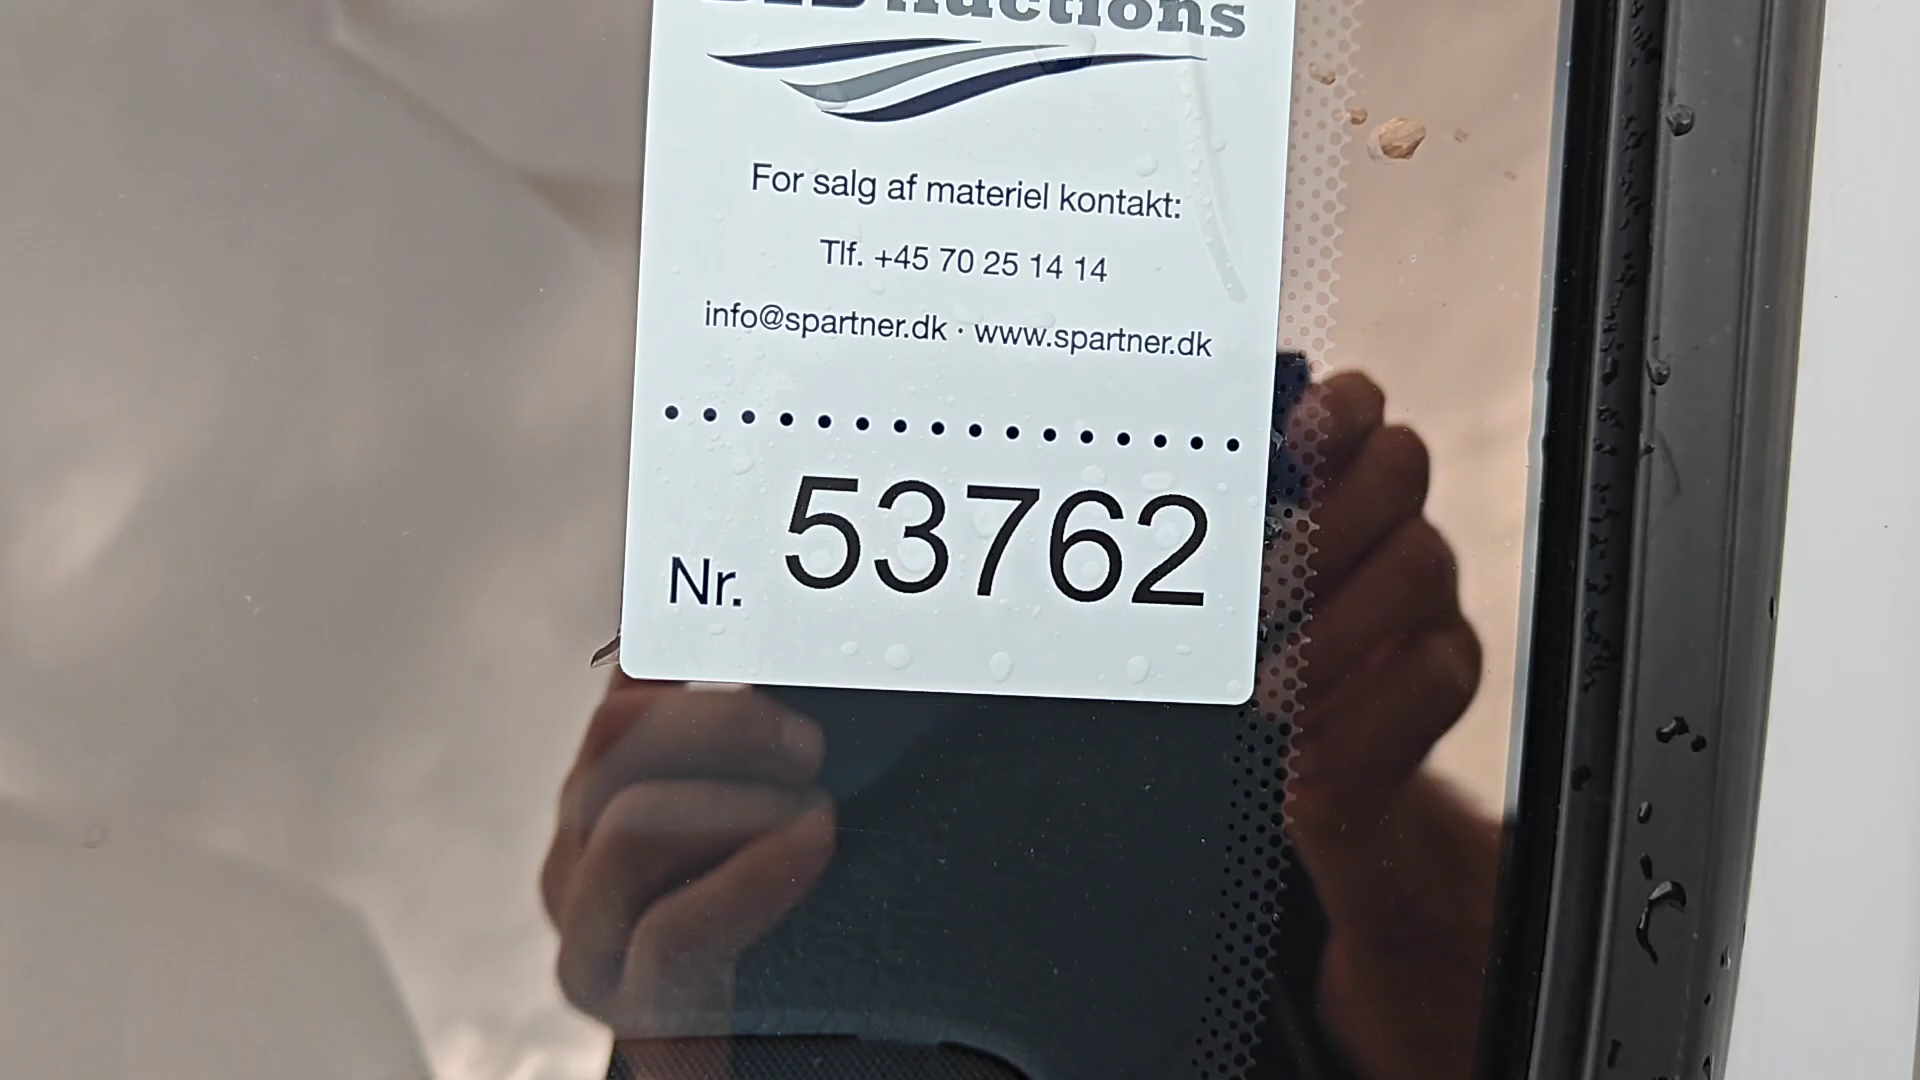 For salg af materiel kontakt:
Tlf. +45 70 25 14 14
info@spartner.dk · www.spartner.dk
Nr. 53762